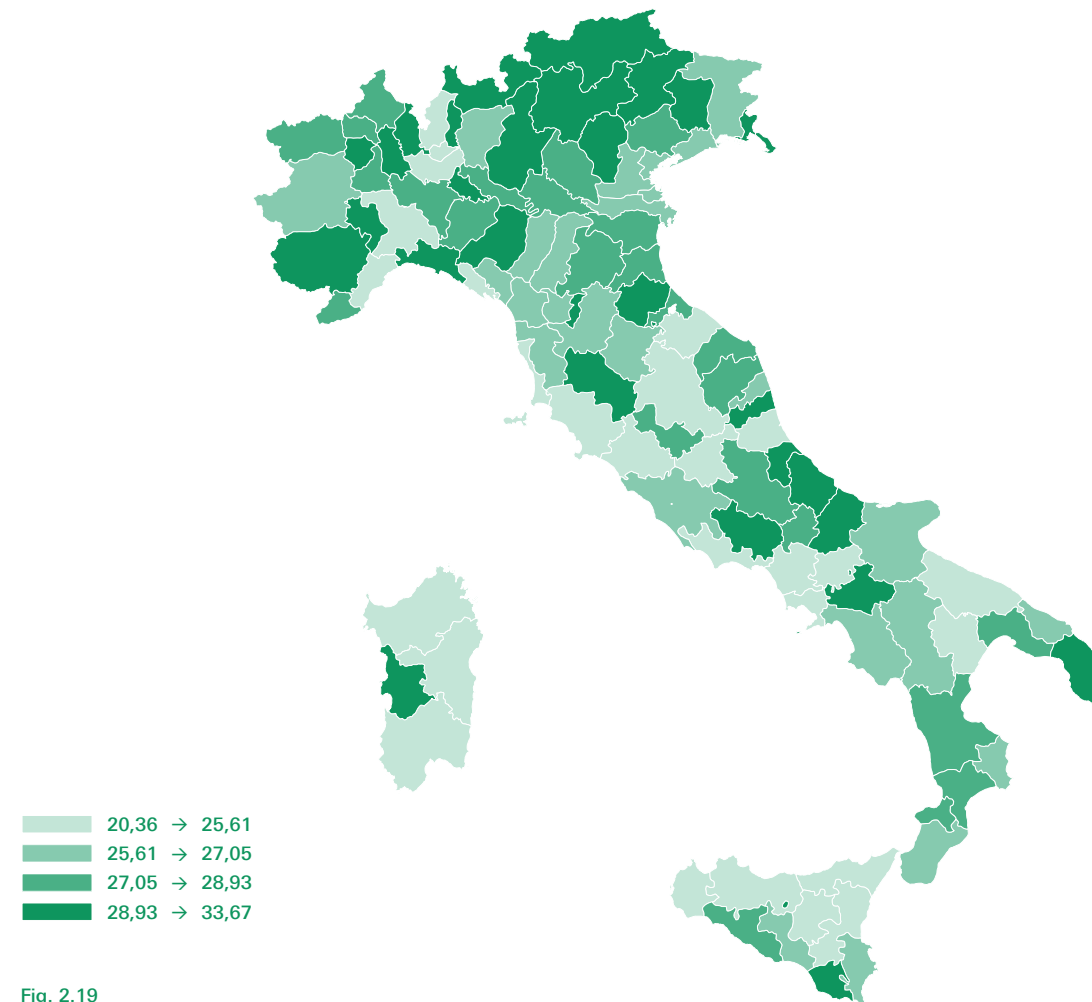 20,36 → 25,61
25,61 → 27,05
27,05 → 28,93
28,93 → 33,67
Fig. 2.19